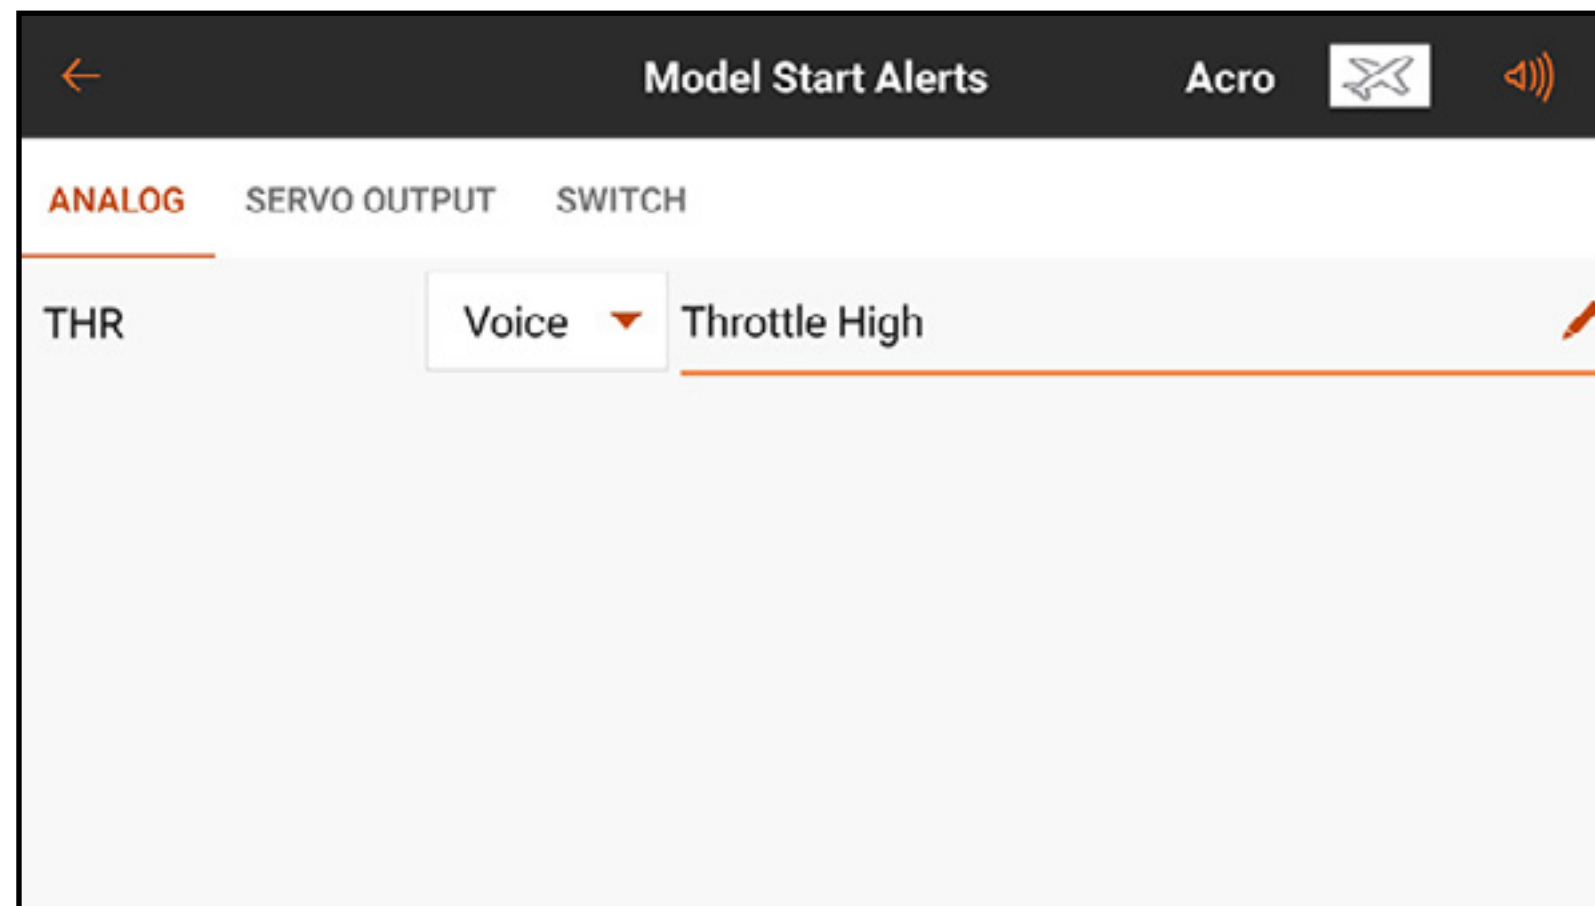 Model Start Alerts Acro
ANALOG SERVO OUTPUT SWITCH
THR Voice Throttle High